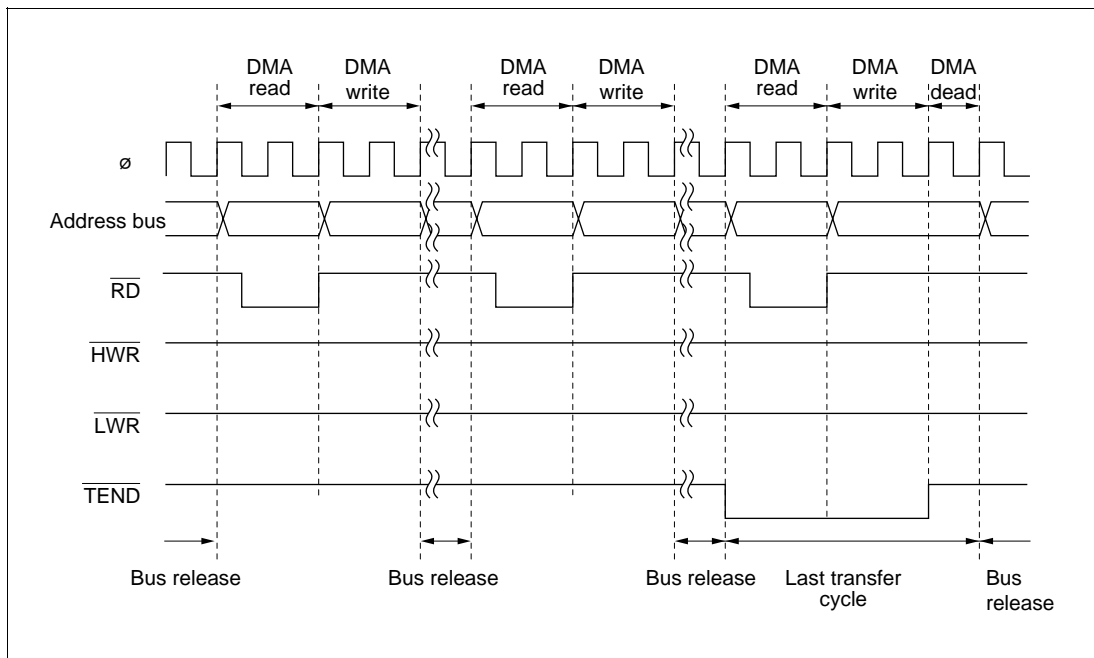 DMA read
DMA write
DMA read
DMA write
DMA read
DMA write
DMA dead
ø
Address bus
RD
HWR
LWR
TEND
Bus release
Bus release
Bus release
Last transfer cycle
Bus release